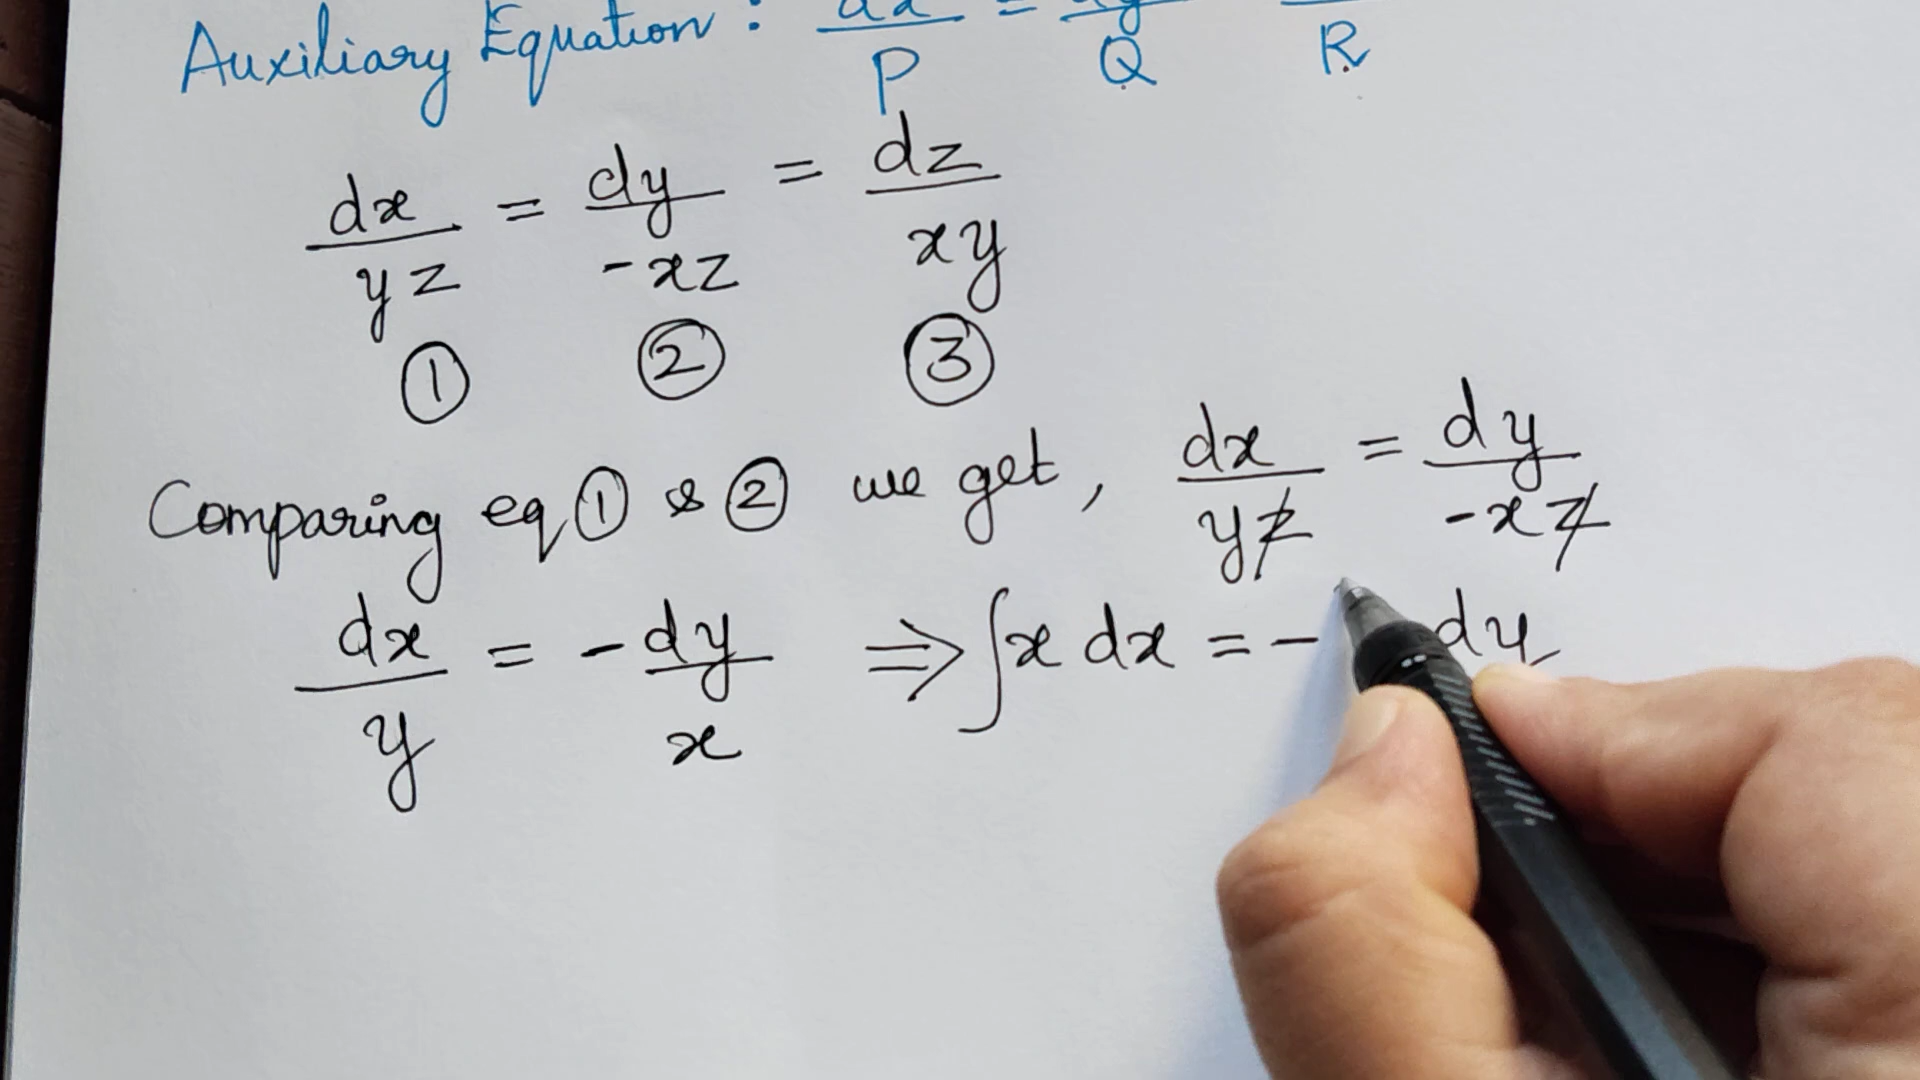 Auxiliary Equation : dx/P = dy/Q R
dx/yz = dy/-xz = dz/xy
① ② ③
Comparing eq ① & ② we get, dx/yz = dy/-xz
dx/y = - dy/x ⇒ ∫x dx = - dy